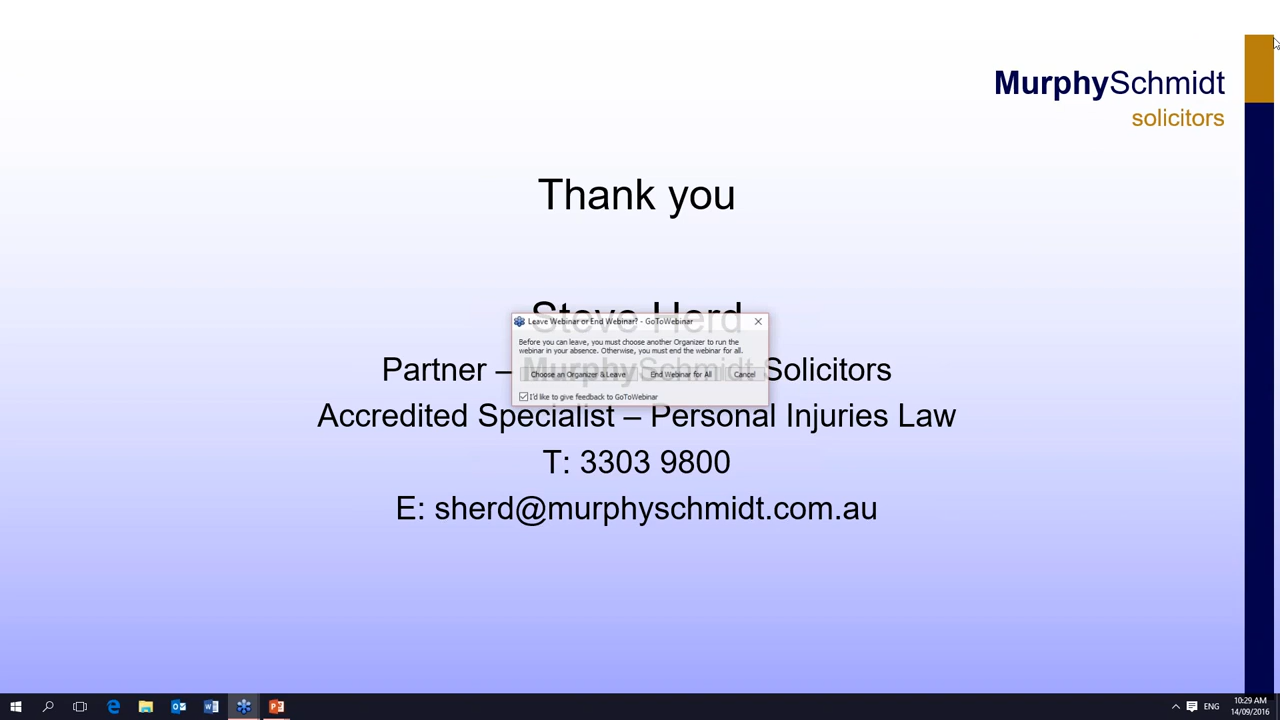 MurphySchmidt
solicitors
Thank you
Steve Herd
Leave Webinar or End Webinar? - GoToWebinar
Before you can leave, you must choose another Organizer to run the
webinar in your absence. Otherwise, you must end the webinar for all.
Partner – MurphySchmidt Solicitors
Choose an Organizer & Leave End Webinar for All Cancel
I'd like to give feedback to GoToWebinar
Accredited Specialist – Personal Injuries Law
T: 3303 9800
E: sherd@murphyschmidt.com.au
ENG
10:29 AM
14/09/2016